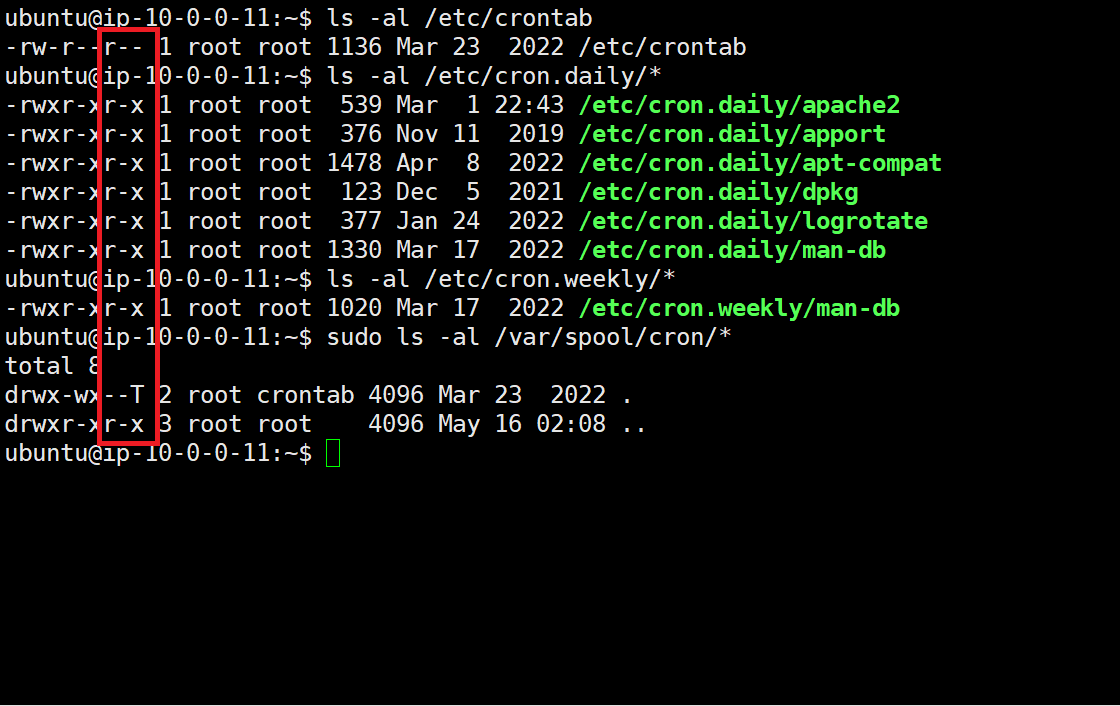 ubuntu@ip-10-0-0-11:~$ ls -al /etc/crontab
-rw-r--r-- 1 root root 1136 Mar 23  2022 /etc/crontab
ubuntu@ip-10-0-0-11:~$ ls -al /etc/cron.daily/*
-rwxr-xr-x 1 root root  539 Mar  1 22:43 /etc/cron.daily/apache2
-rwxr-xr-x 1 root root  376 Nov 11  2019 /etc/cron.daily/apport
-rwxr-xr-x 1 root root 1478 Apr  8  2022 /etc/cron.daily/apt-compat
-rwxr-xr-x 1 root root  123 Dec  5  2021 /etc/cron.daily/dpkg
-rwxr-xr-x 1 root root  377 Jan 24  2022 /etc/cron.daily/logrotate
-rwxr-xr-x 1 root root 1330 Mar 17  2022 /etc/cron.daily/man-db
ubuntu@ip-10-0-0-11:~$ ls -al /etc/cron.weekly/*
-rwxr-xr-x 1 root root 1020 Mar 17  2022 /etc/cron.weekly/man-db
ubuntu@ip-10-0-0-11:~$ sudo ls -al /var/spool/cron/*
total 8
drwx-wx--T 2 root crontab 4096 Mar 23  2022 .
drwxr-xr-x 3 root root    4096 May 16 02:08 ..
ubuntu@ip-10-0-0-11:~$